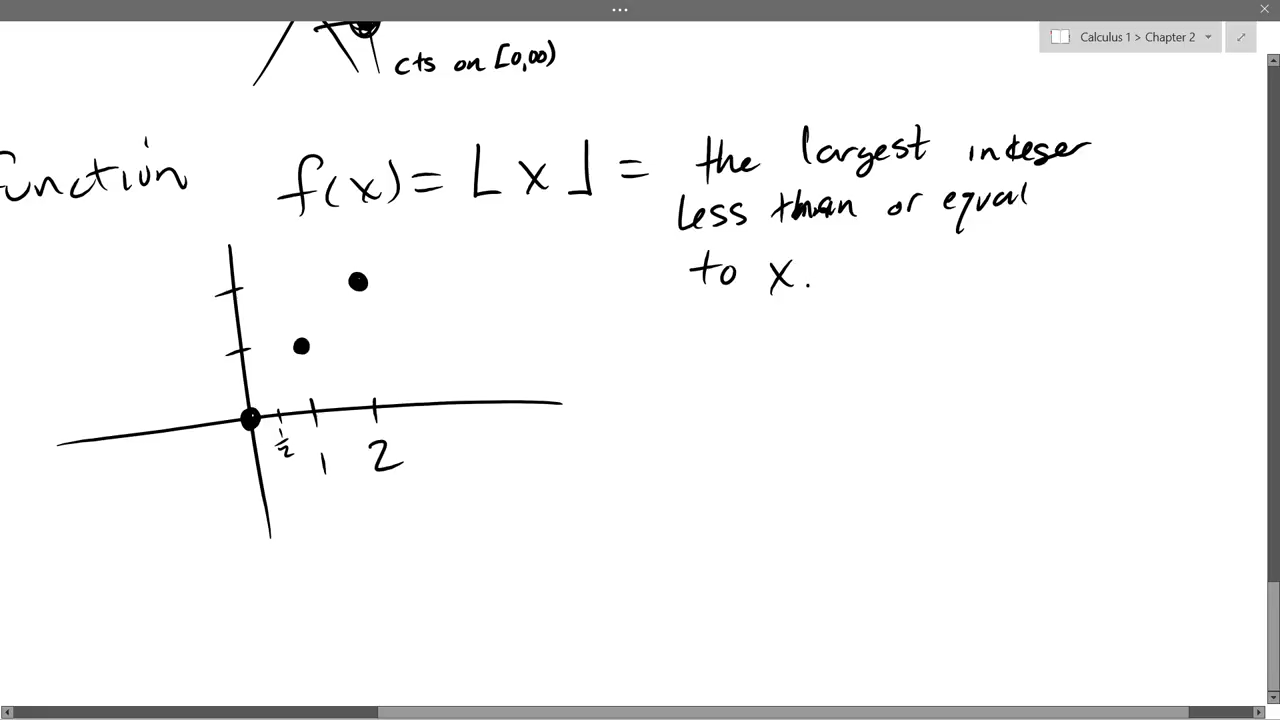 Calculus 1 > Chapter 2
cts on [0,∞)
function f(x) = ⌊x⌋ = the largest integer
less than or equal
to x.
1/2
1
2